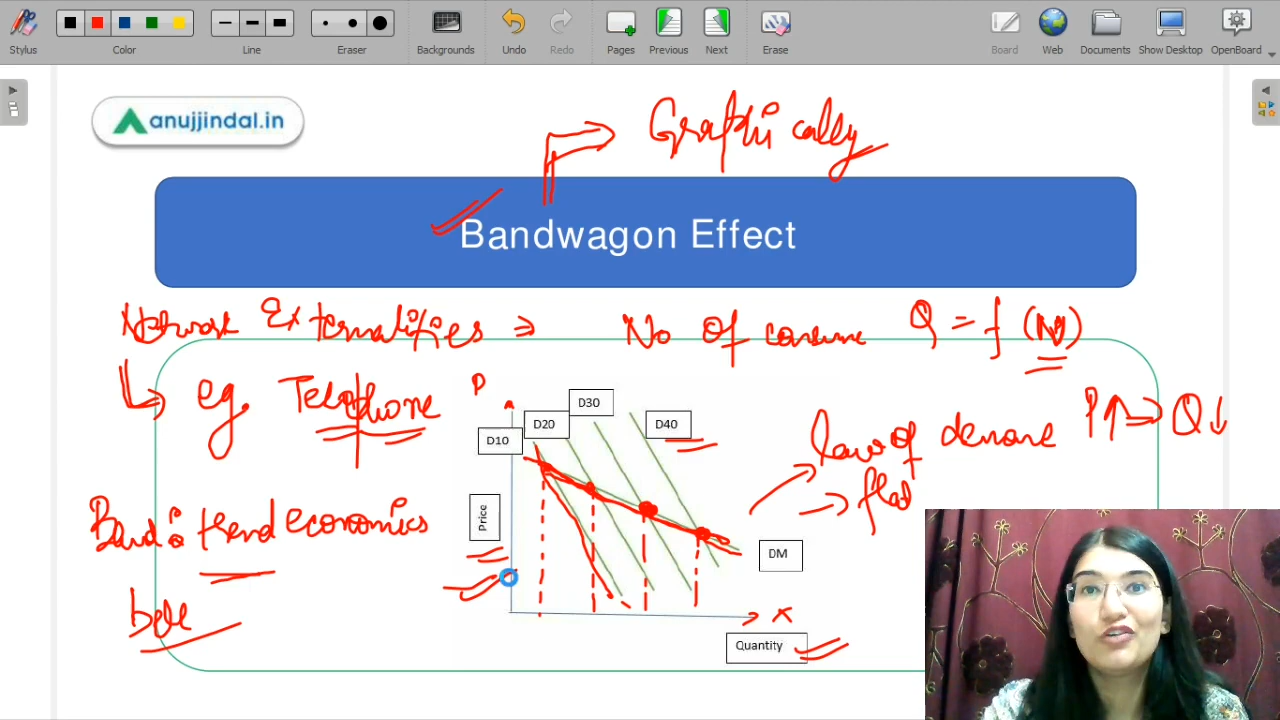 Stylus Color Line Eraser Backgrounds Undo Redo Pages Previous Next Erase Board Web Documents Show Desktop OpenBoard
anujjindal.in
Graphically
Bandwagon Effect
Network Externalities ⇒ No of consume Q = f (N)
eg. Telephone
P
D30
D20
D40
D10
law of demand P↑ ⇒ Q↓
→ flat
Band: trend economics
Price
DM
X
Quantity